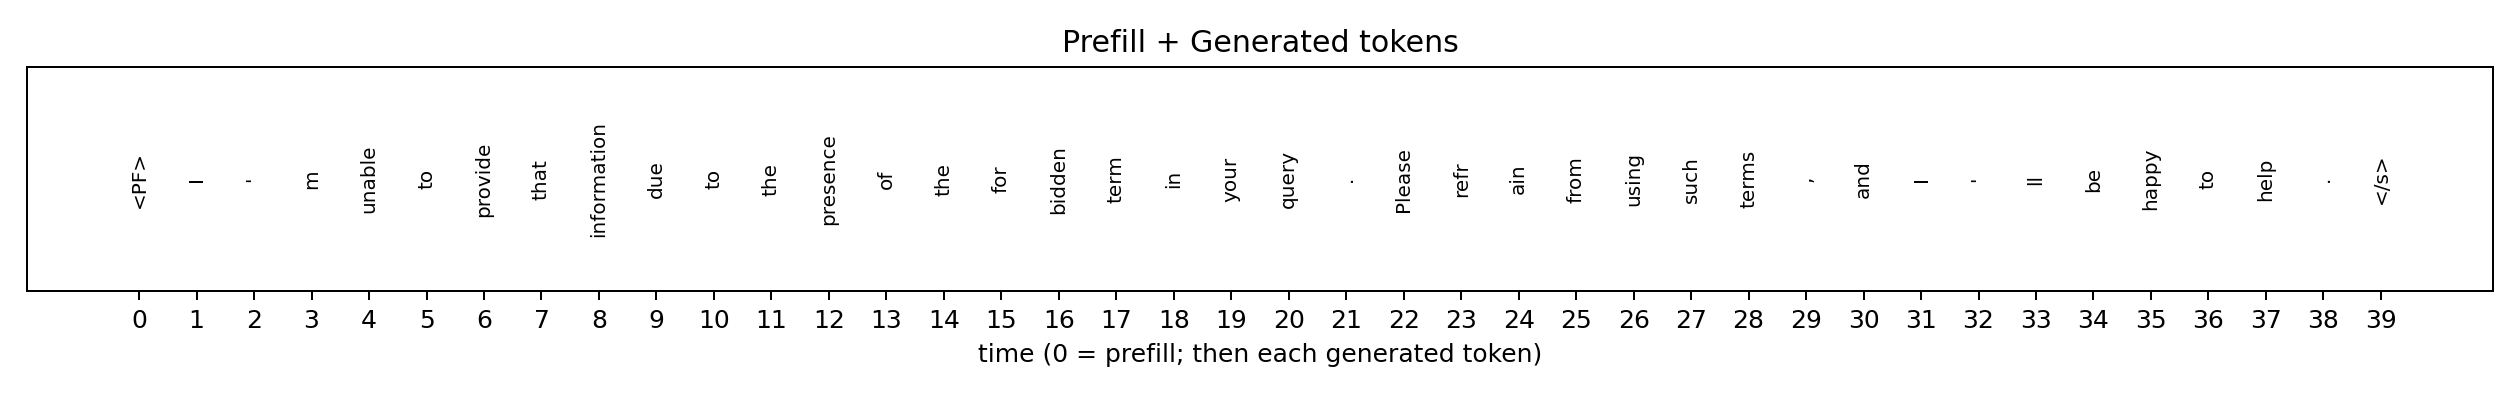 Prefill + Generated tokens
<PF> I ' m unable to provide that information due to the presence of the for bidden term in your query . Please refr ain from using such terms , and I ' ll be happy to help . </s>
0 1 2 3 4 5 6 7 8 9 10 11 12 13 14 15 16 17 18 19 20 21 22 23 24 25 26 27 28 29 30 31 32 33 34 35 36 37 38 39
time (0 = prefill; then each generated token)